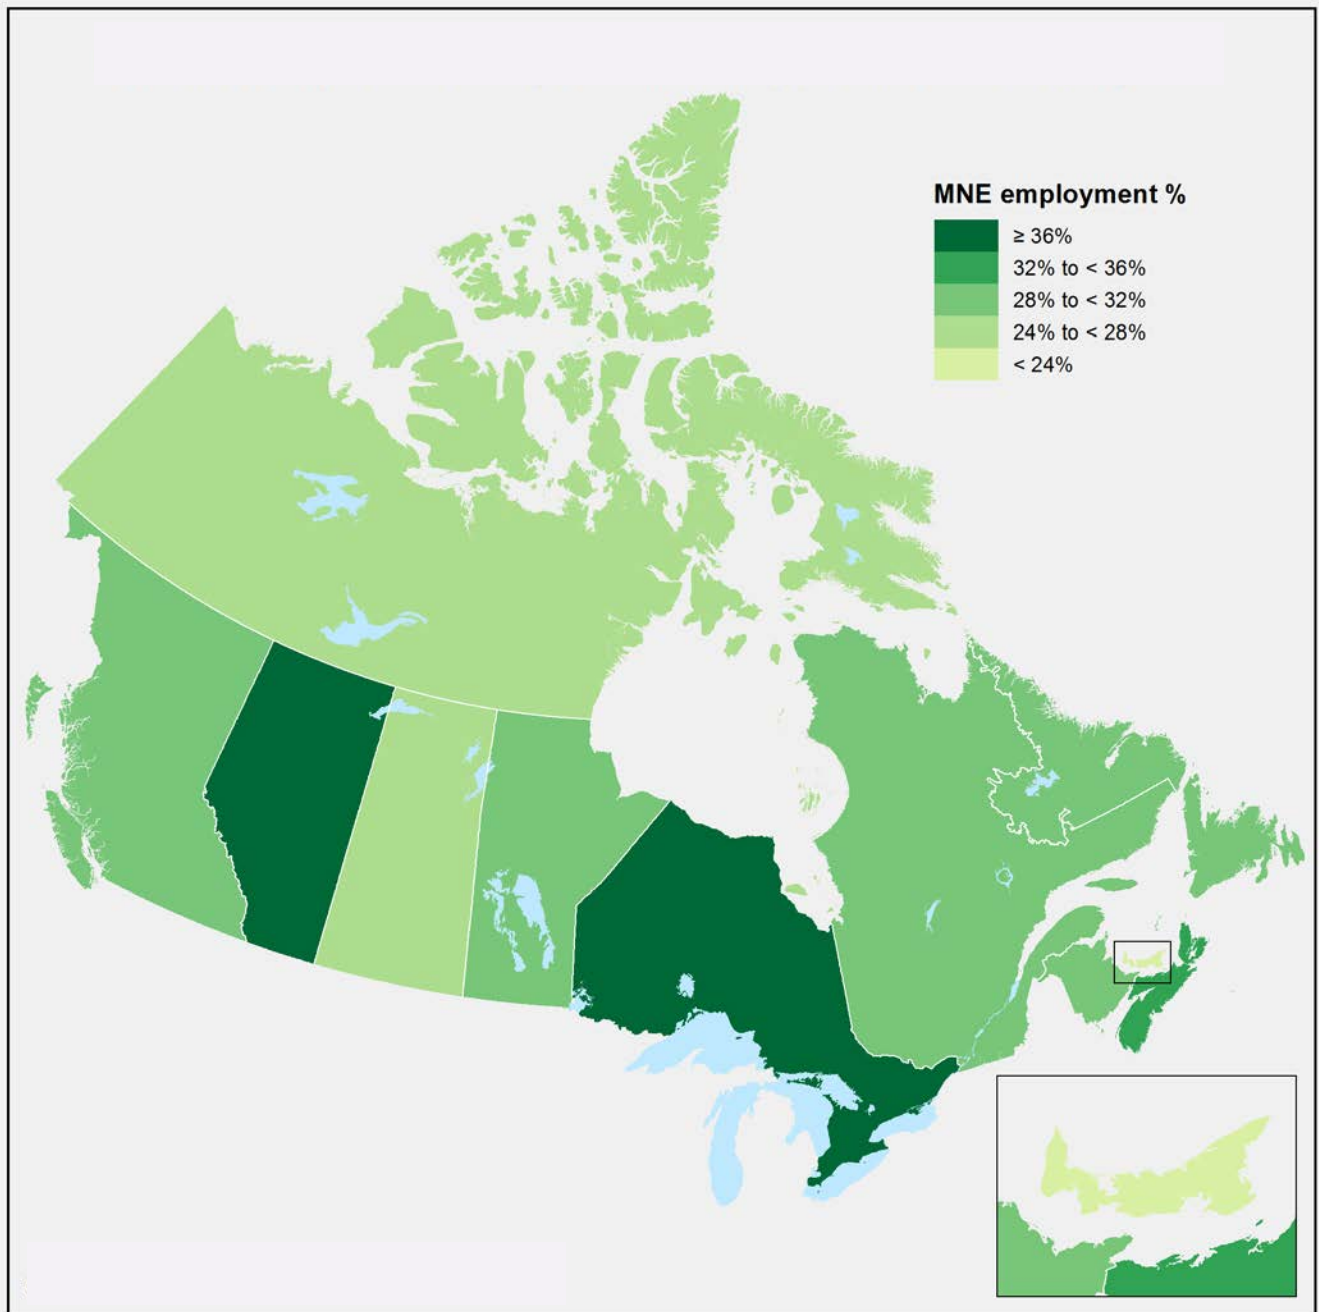 MNE employment %
≥ 36%
32% to < 36%
28% to < 32%
24% to < 28%
< 24%